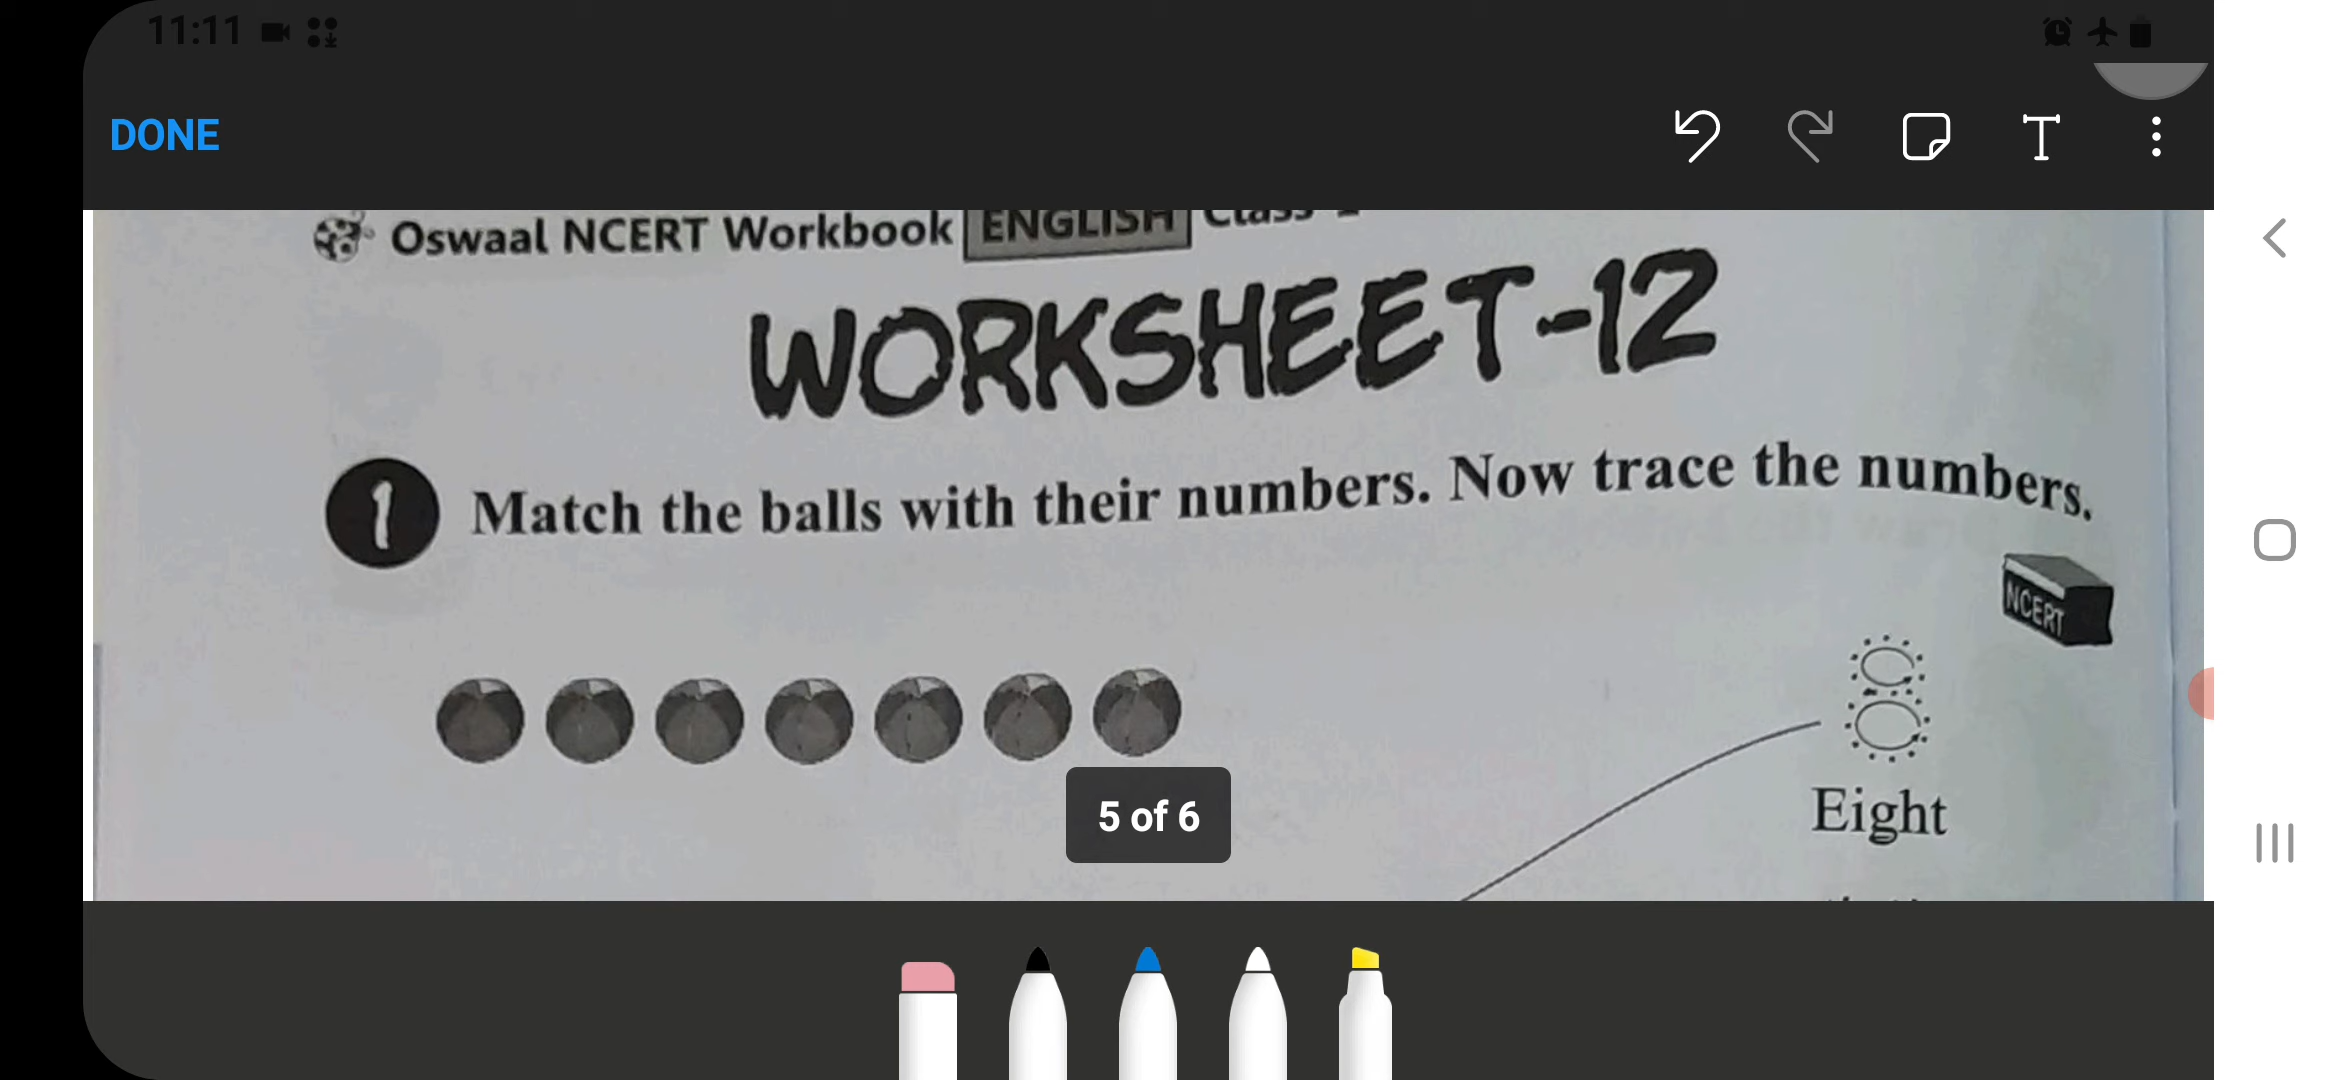 11:11
DONE
T
Oswaal NCERT Workbook ENGLISH Class
WORKSHEET-12
1 Match the balls with their numbers. Now trace the numbers.
NCERT
8
Eight
5 of 6